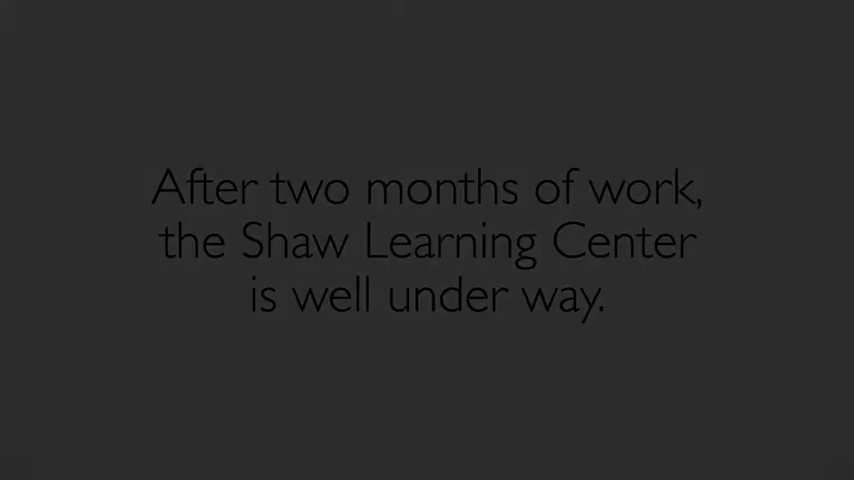 After two months of work,
the Shaw Learning Center
is well under way.